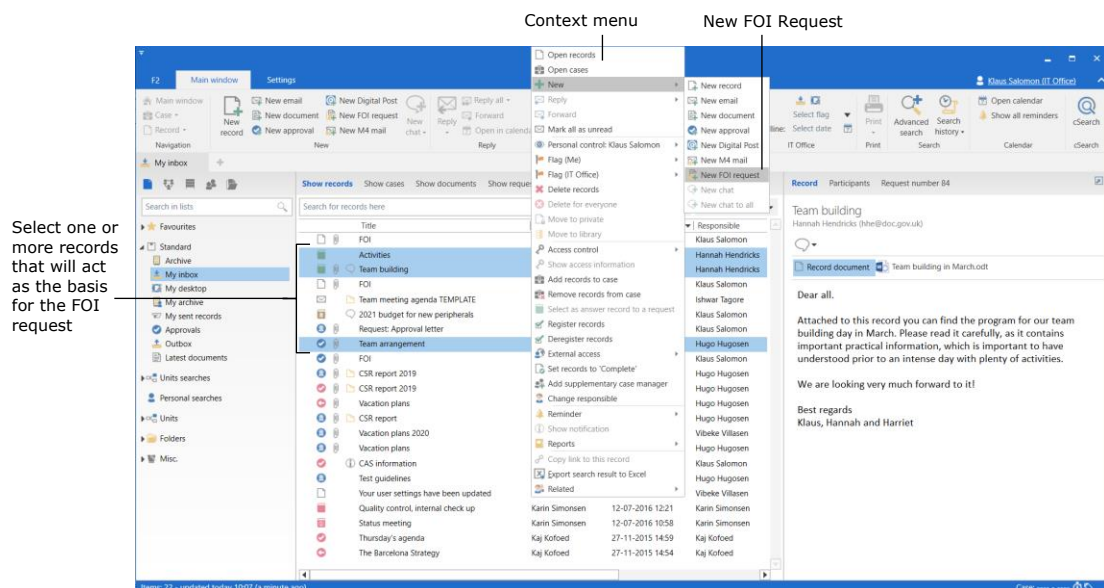 Context menu
New FOI Request
Select one or
more records
that will act
as the basis
for the FOI
request
F2
Main window
Settings
Klaus Salomon (IT Office)
Main window
Case
Record
Navigation
New
record
New email
New document
New approval
New Digital Post
New FOI request
New M4 mail
New
chat
New
Reply
Reply all
Forward
Open in calenda
Reply
line:
Select flag
Select date
IT Office
Print
Print
Advanced
search
Search
history
Search
Open calendar
Show all reminders
Calendar
cSearch
cSearch
My inbox
Search in lists
Favourites
Standard
Archive
My inbox
My desktop
My archive
My sent records
Approvals
Outbox
Latest documents
Units searches
Personal searches
Units
Folders
Misc.
Show records Show cases Show documents Show reque
Search for records here
Title
Responsible
FOI Klaus Salomon
Activities Hannah Hendricks
Team building Hannah Hendricks
FOI Klaus Salomon
Team meeting agenda TEMPLATE Ishwar Tagore
2021 budget for new peripherals Klaus Salomon
Request: Approval letter Klaus Salomon
Team arrangement Hugo Hugosen
FOI Klaus Salomon
CSR report 2019 Hugo Hugosen
CSR report 2019 Hugo Hugosen
Vacation plans Hugo Hugosen
CSR report Hugo Hugosen
Vacation plans 2020 Vibeke Villasen
Vacation plans Hugo Hugosen
CAS information Klaus Salomon
Test guidelines Hugo Hugosen
Your user settings have been updated Vibeke Villasen
Quality control, internal check up Karin Simonsen 12-07-2016 12:21 Karin Simonsen
Status meeting Karin Simonsen 12-07-2016 10:58 Karin Simonsen
Thursday's agenda Kaj Kofoed 27-11-2015 14:59 Kaj Kofoed
The Barcelona Strategy Kaj Kofoed 27-11-2015 14:54 Kaj Kofoed
Open records
Open cases
New
Reply
Forward
Mark all as unread
Personal control: Klaus Salomon
Flag (Me)
Flag (IT Office)
Delete records
Delete for everyone
Move to private
Move to library
Access control
Show access information
Add records to case
Remove records from case
Select as answer record to a request
Register records
Deregister records
External access
Set records to 'Complete'
Add supplementary case manager
Change responsible
Reminder
Show notification
Reports
Copy link to this record
Export search result to Excel
Related
New record
New email
New document
New approval
New Digital Post
New M4 mail
New FOI request
New chat
New chat to all
Record Participants Request number 84
Team building
Hannah Hendricks (hhe@doc.gov.uk)
Record document
Team building in March.odt
Dear all.
Attached to this record you can find the program for our team
building day in March. Please read it carefully, as it contains
important practical information, which is important to have
understood prior to an intense day with plenty of activities.
We are looking very much forward to it!
Best regards
Klaus, Hannah and Harriet
Items: 22 - updated today 10:07 (a minute ago)